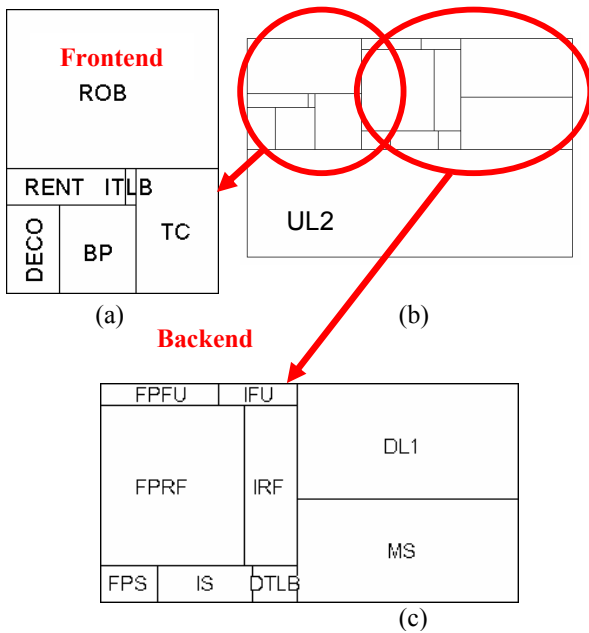 Frontend
ROB
RENT ITLB
DECO
BP
TC
(a)
UL2
(b)
Backend
FPFU
IFU
FPRF
IRF
DL1
MS
FPS
IS
DTLB
(c)